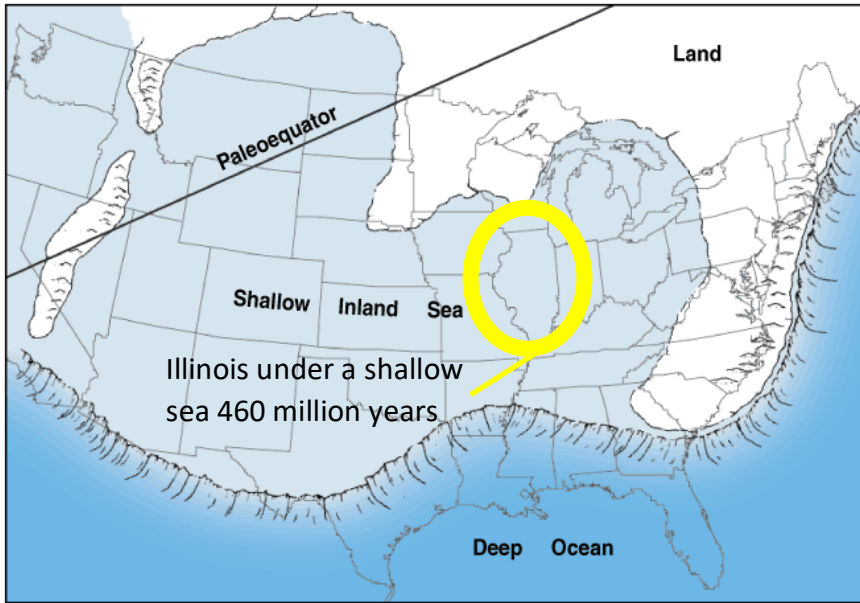 Land
Paleoequator
Shallow Inland Sea
Illinois under a shallow
sea 460 million years
Deep Ocean